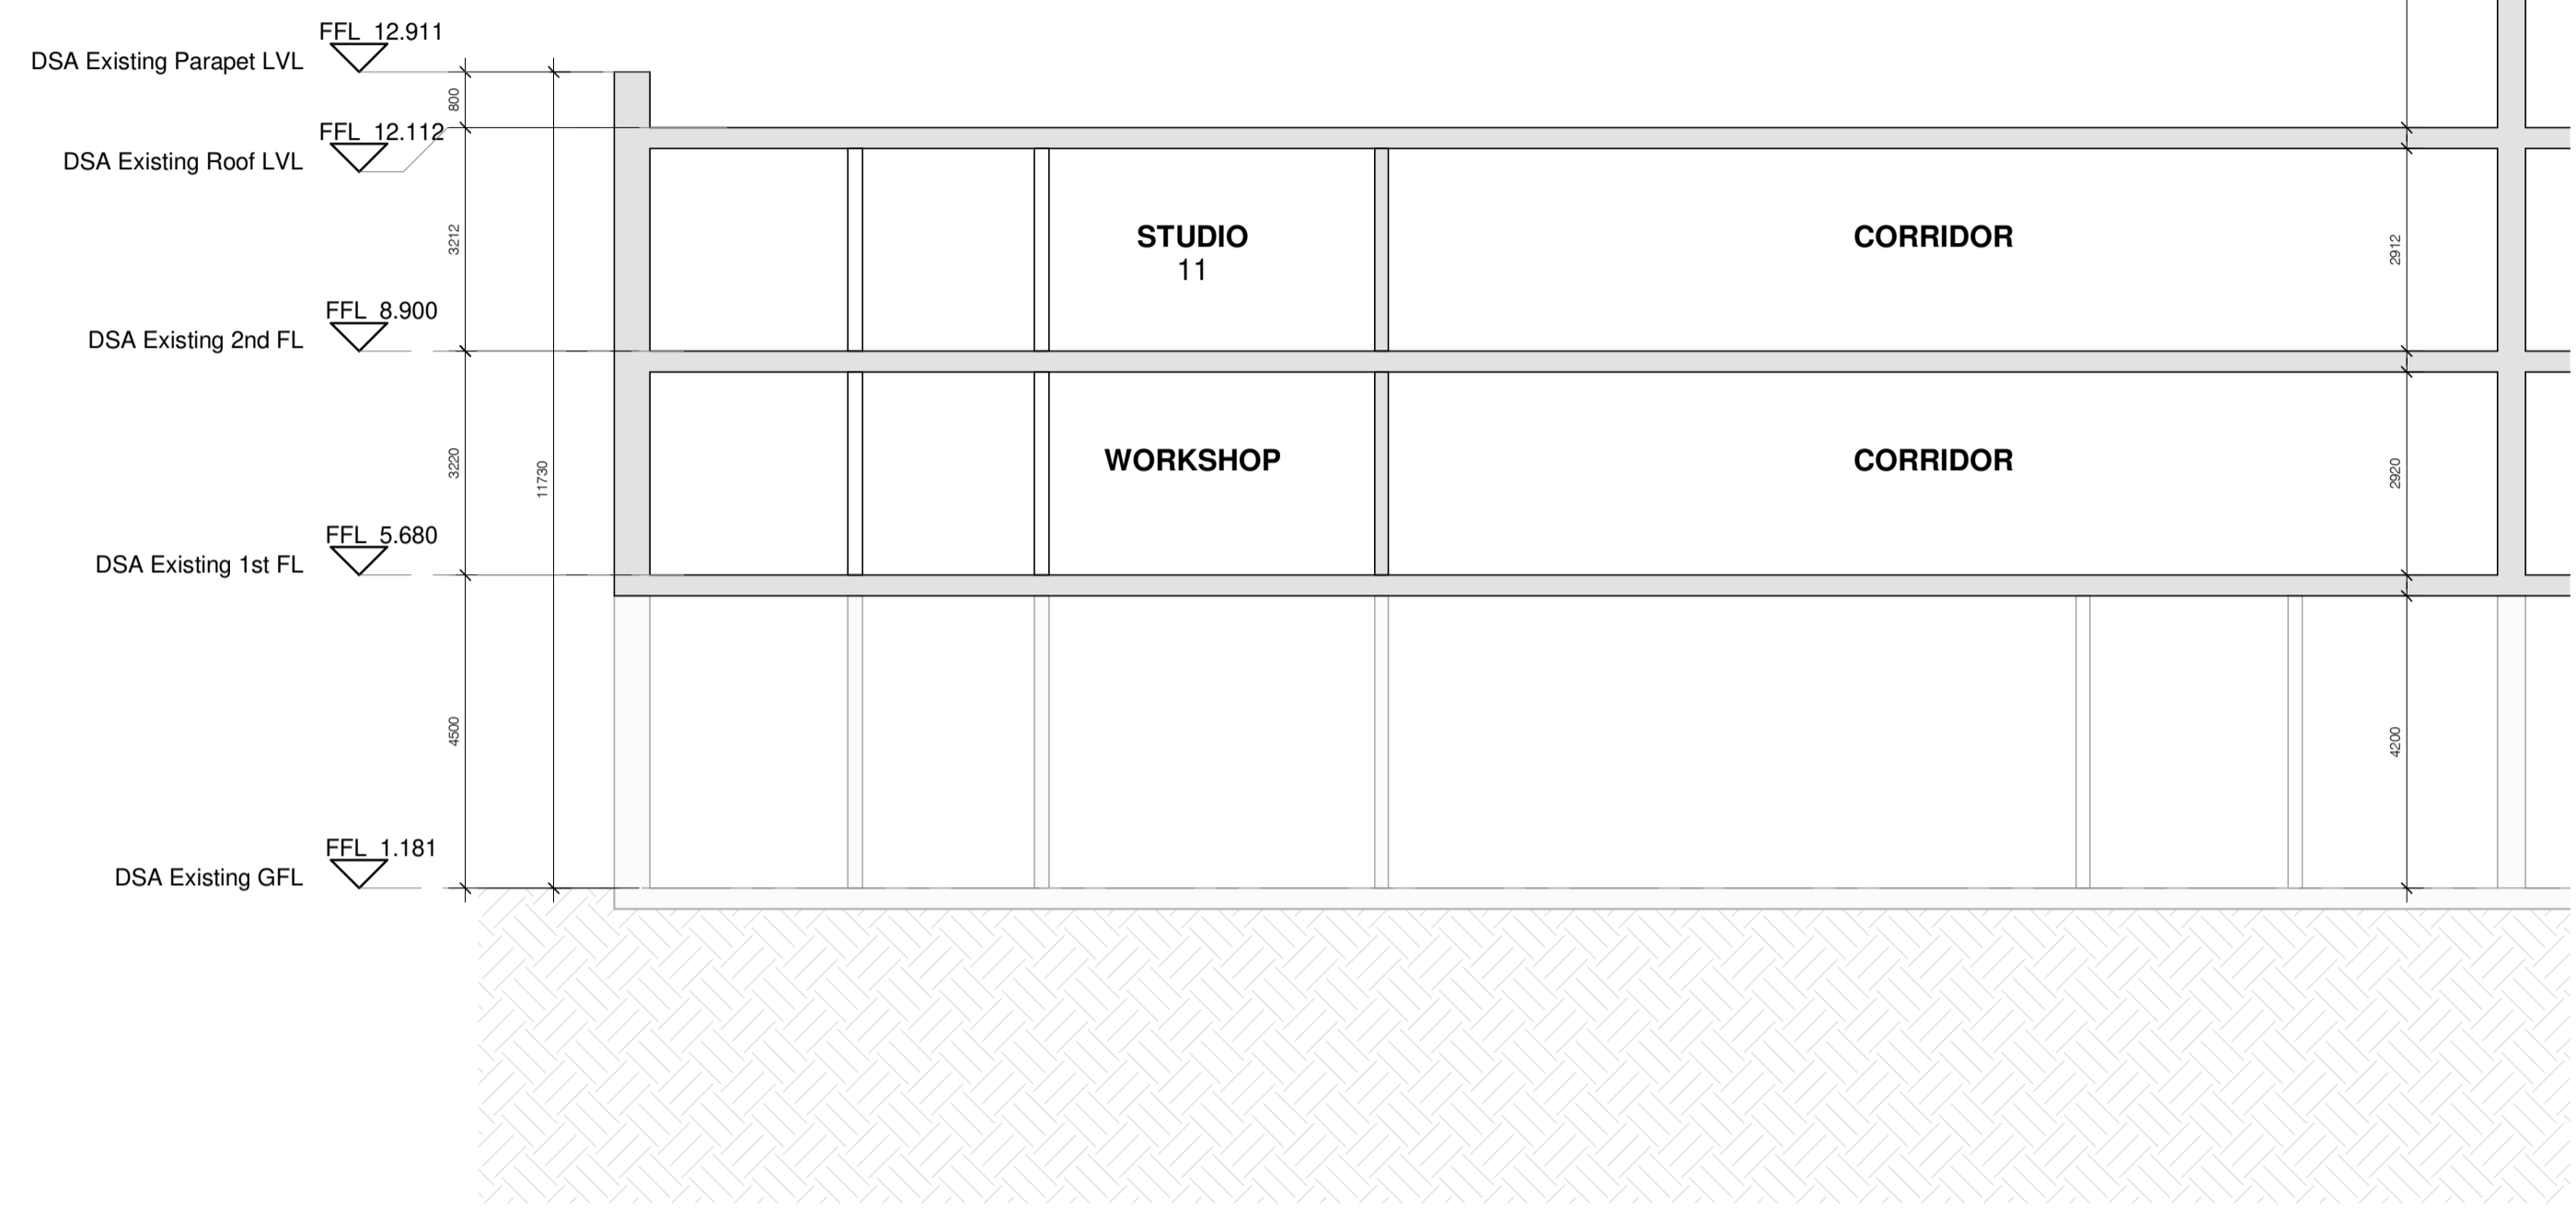 FFL 12.911
DSA Existing Parapet LVL
800
FFL 12.112
DSA Existing Roof LVL
3212
STUDIO
11
CORRIDOR
2912
FFL 8.900
DSA Existing 2nd FL
3220
11730
WORKSHOP
CORRIDOR
2920
FFL 5.680
DSA Existing 1st FL
4500
4200
FFL 1.181
DSA Existing GFL